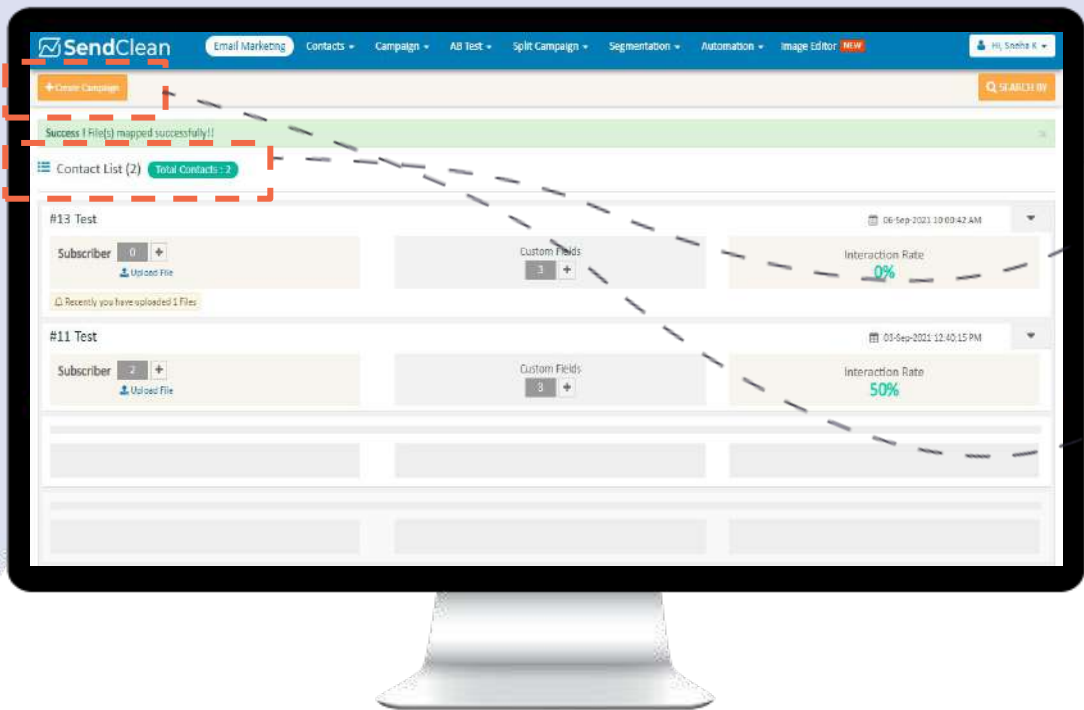 SendClean
Email Marketing
Contacts
Campaign
AB Test
Split Campaign
Segmentation
Automation
Image Editor NEW
Hi, Sneha K
+Create Campaign
SEARCH BY
Success ! File(s) mapped successfully!!
Contact List (2) Total Contacts : 2
#13 Test
06-Sep-2021 10:00:42 AM
Subscriber 0 +
Upload File
Custom Fields
3 +
Interaction Rate
0%
Recently you have uploaded 1 Files
#11 Test
03-Sep-2021 12:40:15 PM
Subscriber 2 +
Upload File
Custom Fields
3 +
Interaction Rate
50%